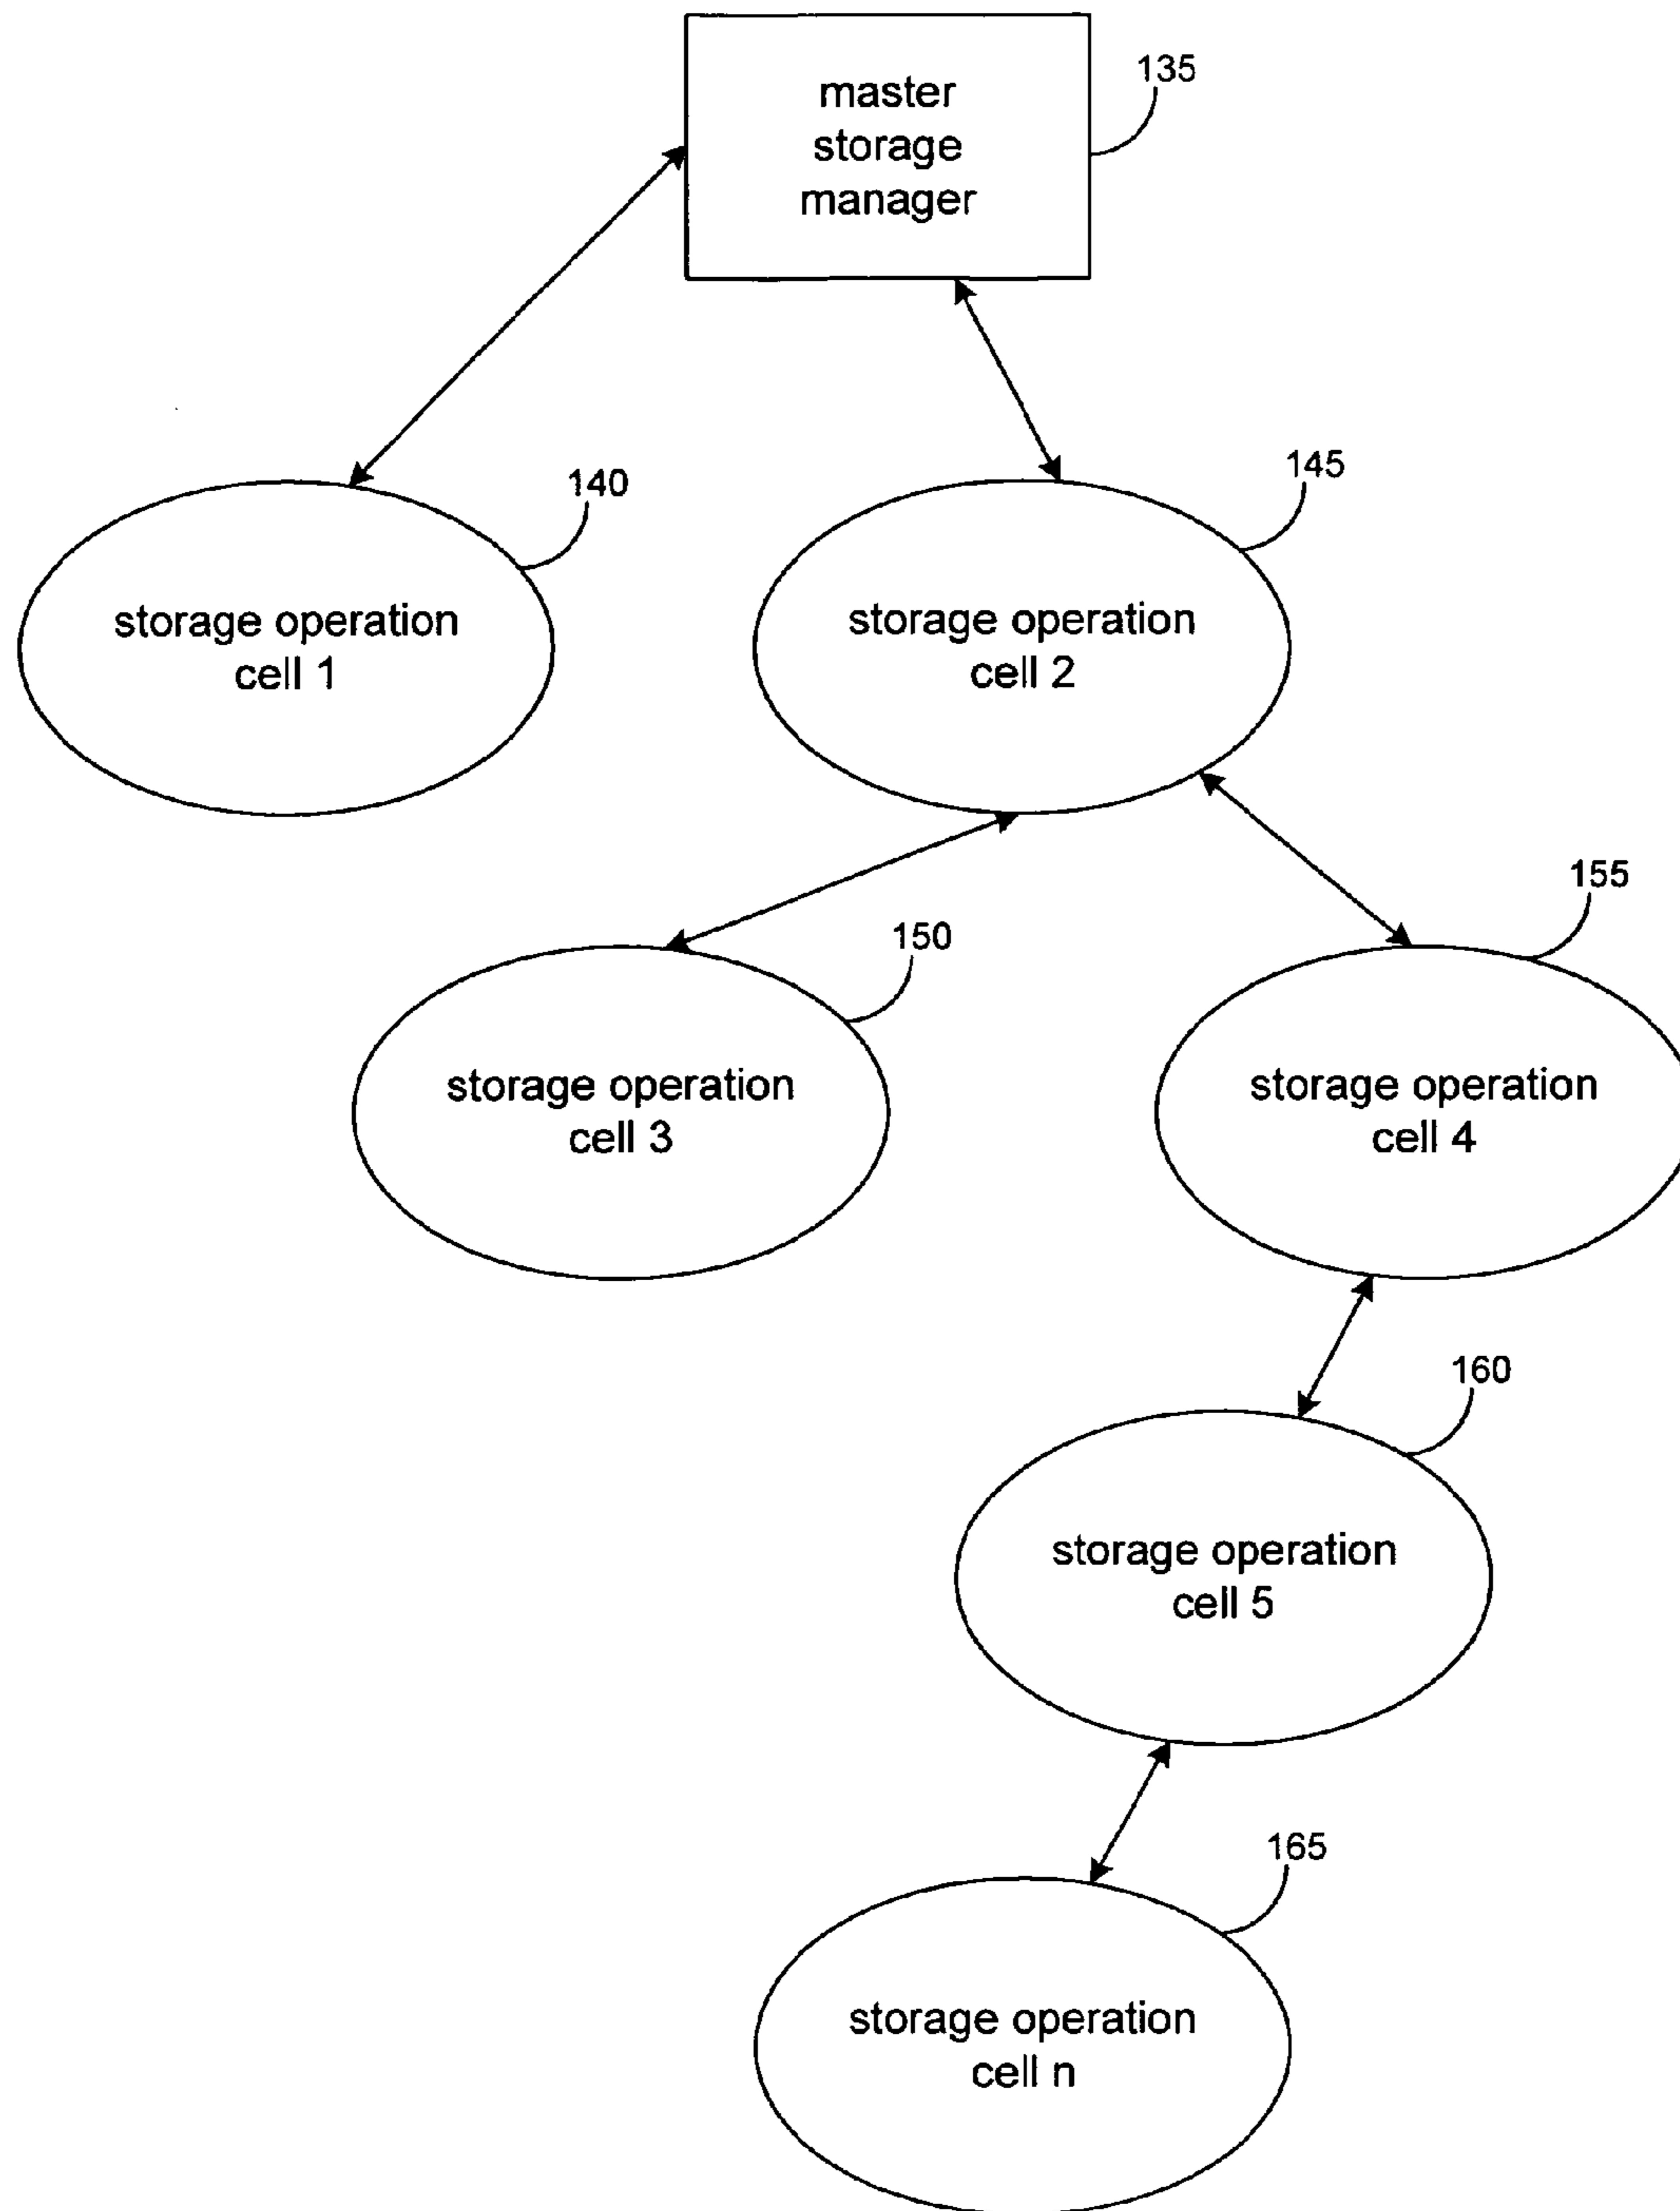 master
storage
manager
135
140
145
storage operation
cell 1
storage operation
cell 2
155
150
storage operation
cell 3
storage operation
cell 4
160
storage operation
cell 5
165
storage operation
cell n